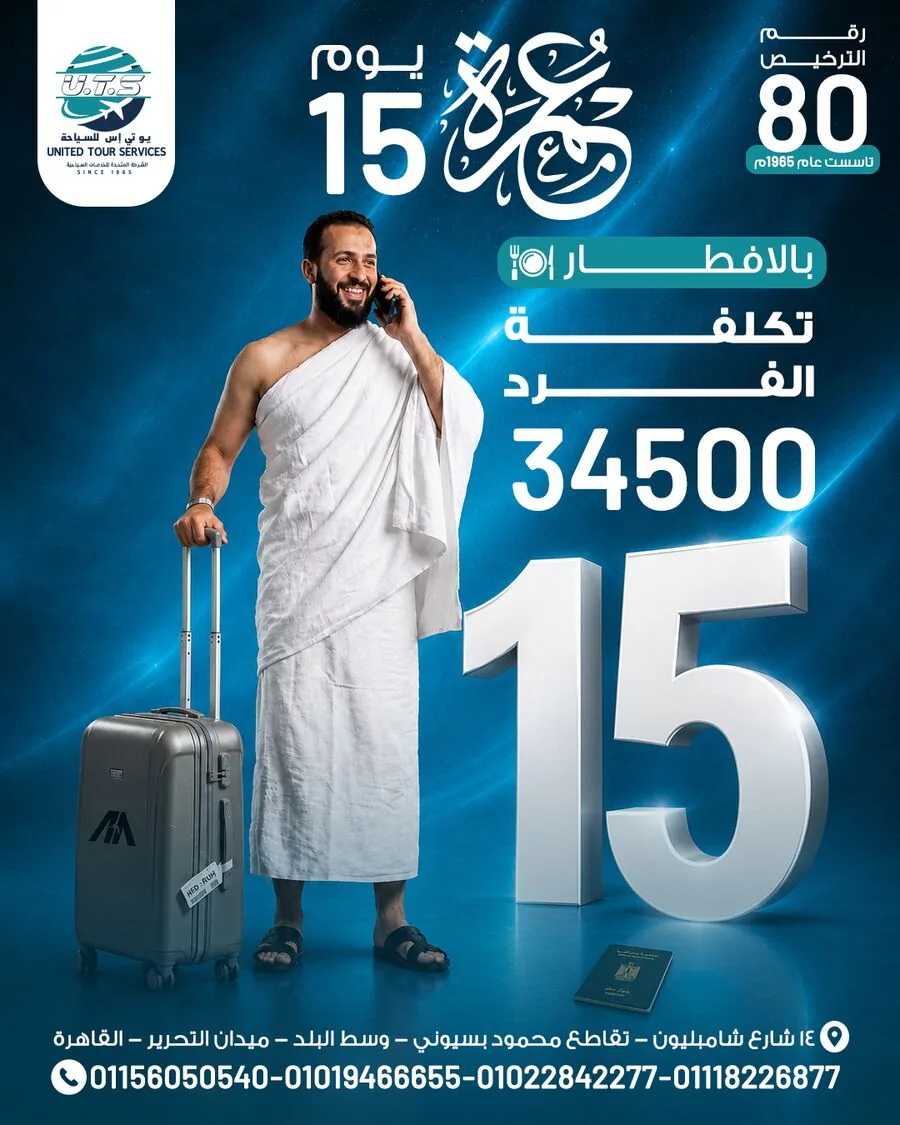 U.T.S
يو تي إس للسياحة
UNITED TOUR SERVICES
الشركة المتحدة للخدمات السياحية
SINCE 1965
عُمرة
يوم
15
رقم
الترخيص
80
تاسست عام 1965م
بالافطار
تكلفة
الفرد
34500
15
HED - RUH
١٤ شارع شامبليون – تقاطع محمود بسيوني – وسط البلد – ميدان التحرير – القاهرة
01156050540-01019466655-01022842277-01118226877